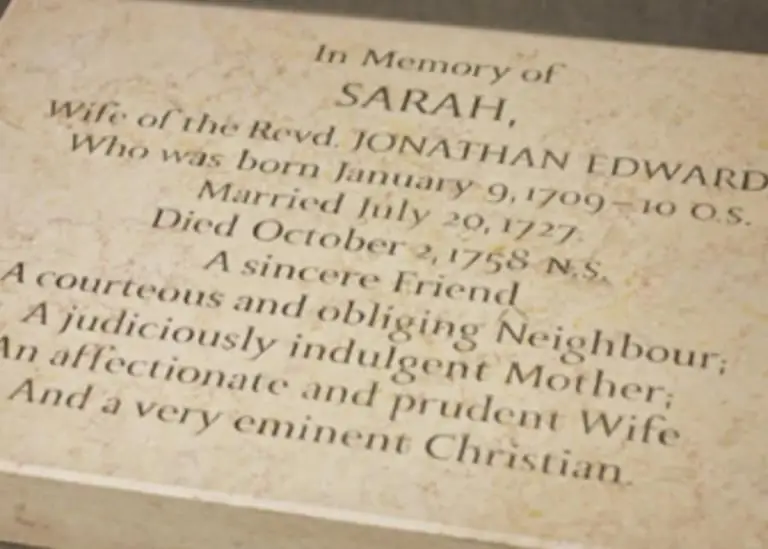 In Memory of
SARAH,
Wife of the Revd. JONATHAN EDWARD
Who was born January 9, 1709–10 O.S.
Married July 20, 1727.
Died October 2, 1758 N.S.
A sincere Friend
A courteous and obliging Neighbour;
A judiciously indulgent Mother;
An affectionate and prudent Wife
And a very eminent Christian.